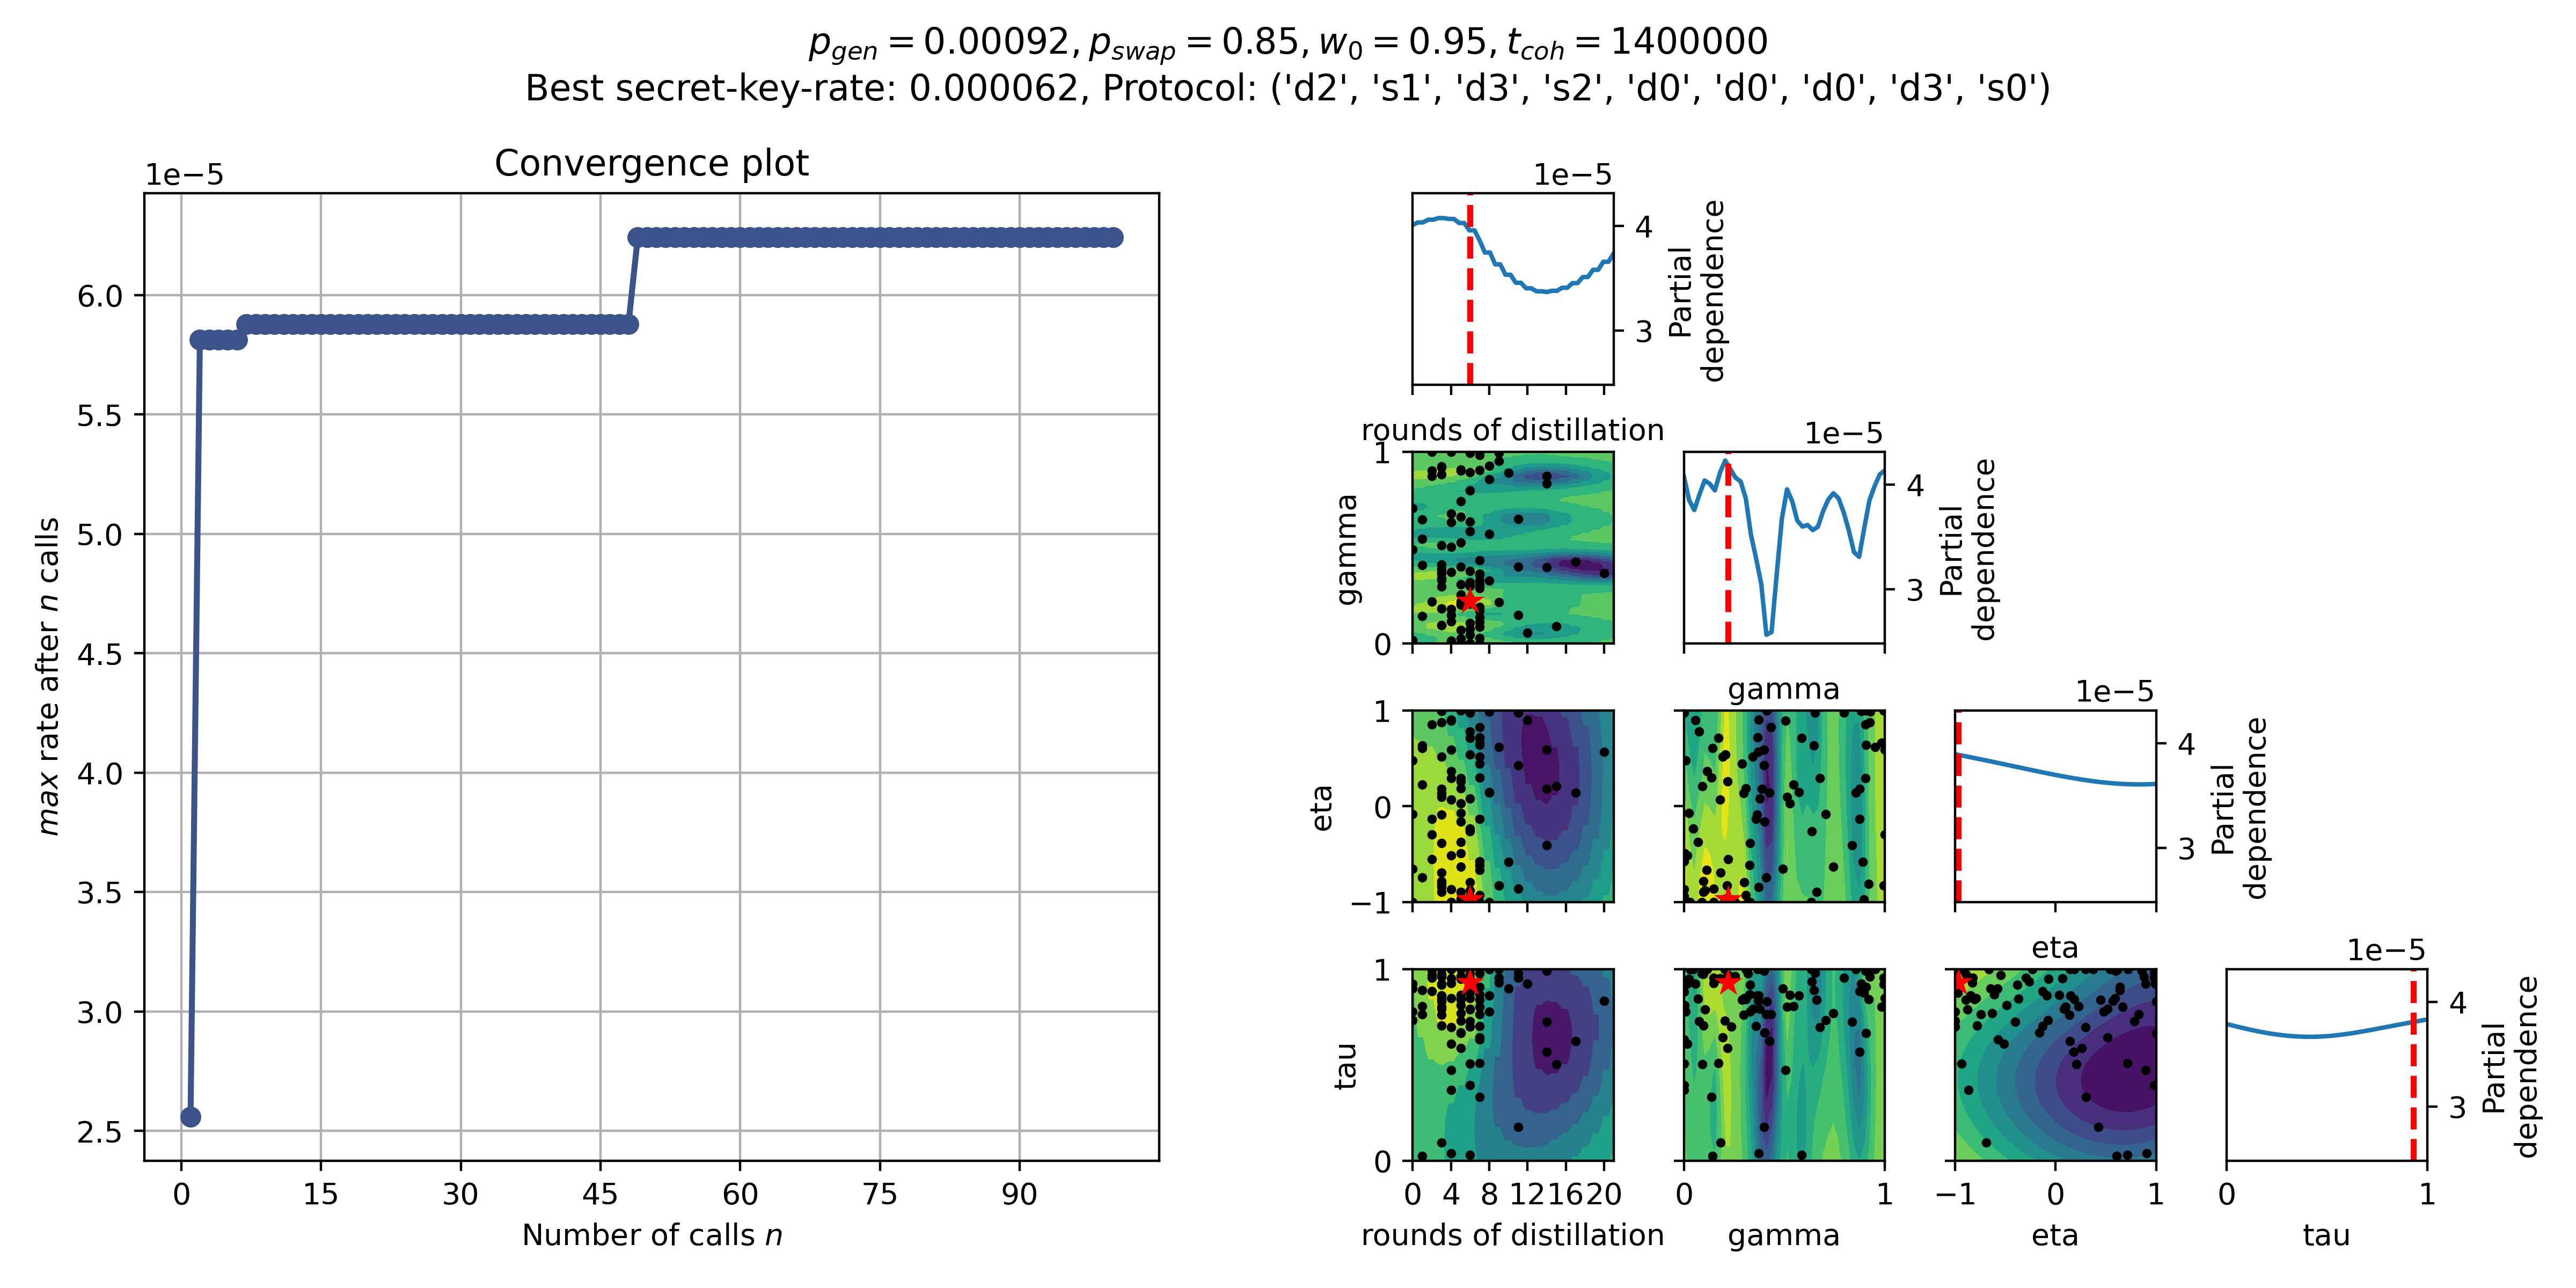 p_gen = 0.00092, p_swap = 0.85, w_0 = 0.95, t_coh = 1400000
Best secret-key-rate: 0.000062, Protocol: ('d2', 's1', 'd3', 's2', 'd0', 'd0', 'd0', 'd3', 's0')
Convergence plot
1e−5
6.0
5.5
5.0
4.5
4.0
3.5
3.0
2.5
max rate after n calls
0 15 30 45 60 75 90
Number of calls n
1e−5
4
3
Partial
dependence
rounds of distillation
1
0
gamma
1e−5
4
3
Partial
dependence
gamma
1
0
−1
eta
1e−5
4
3
Partial
dependence
eta
1
0
tau
1e−5
4
3
Partial
dependence
0 4 8 12 16 20
rounds of distillation
0 1
gamma
−1 0 1
eta
0 1
tau